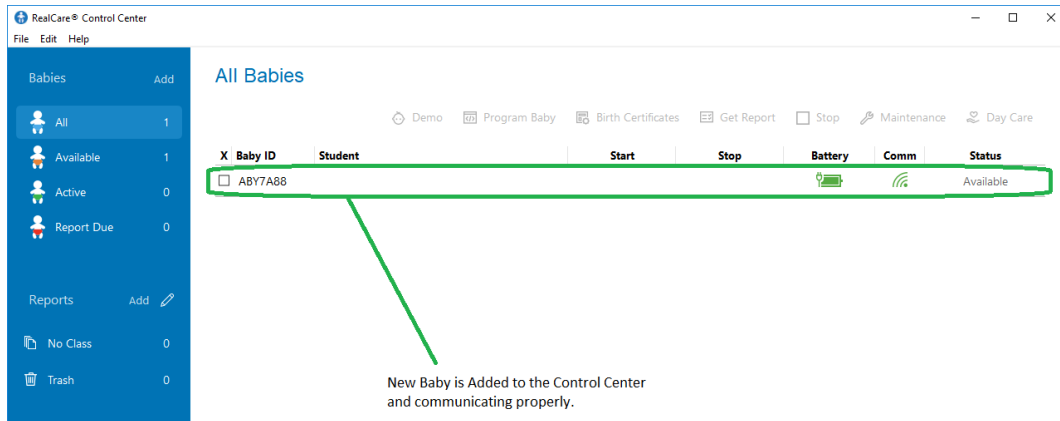 RealCare® Control Center
File Edit Help
Babies Add
All 1
Available 1
Active 0
Report Due 0
Reports Add
No Class 0
Trash 0
All Babies
Demo Program Baby Birth Certificates Get Report Stop Maintenance Day Care
X Baby ID Student Start Stop Battery Comm Status
ABY7A88 Available
New Baby is Added to the Control Center
and communicating properly.